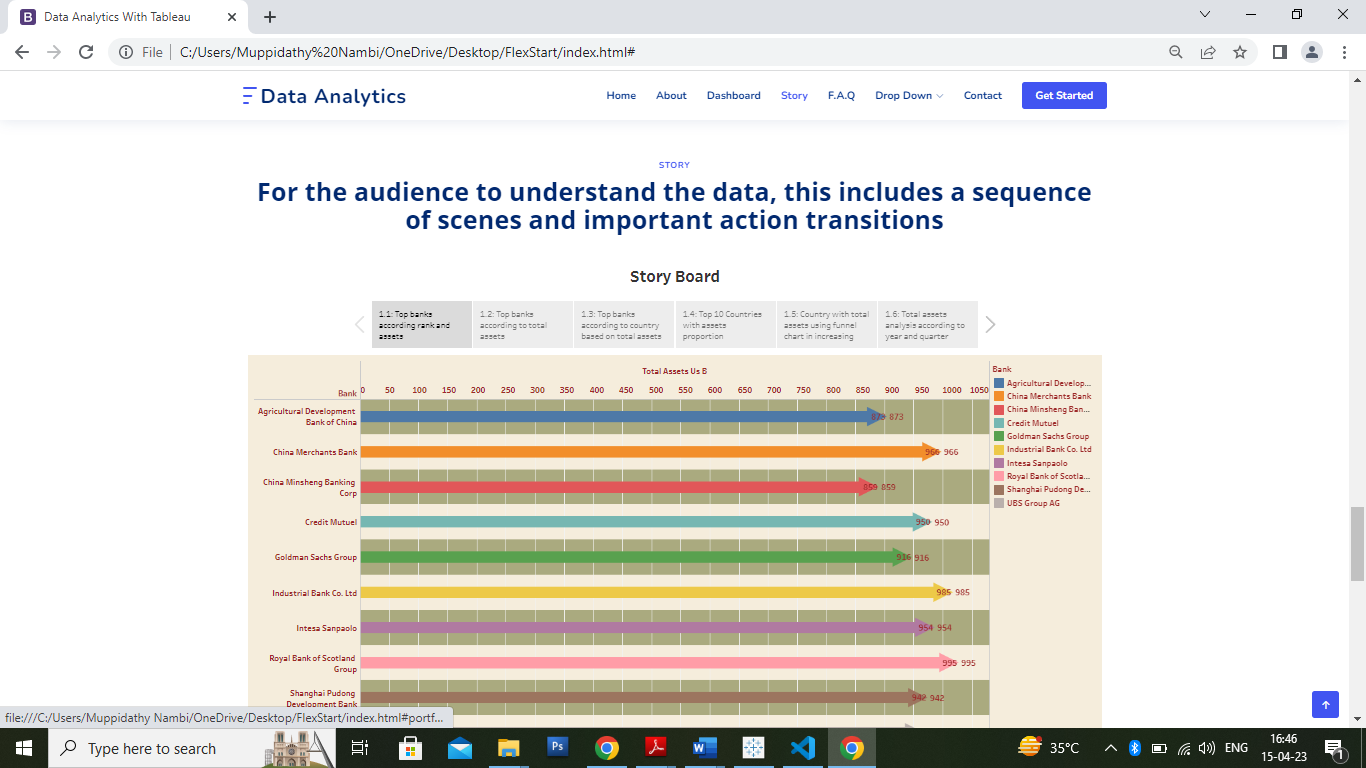 Data Analytics With Tableau
File
C:/Users/Muppidathy%20Nambi/OneDrive/Desktop/FlexStart/index.html#
Data Analytics
Home About Dashboard Story F.A.Q Drop Down Contact Get Started
STORY
For the audience to understand the data, this includes a sequence
of scenes and important action transitions
Story Board
1.1: Top banks
according rank and
assets
1.2: Top banks
according to total
assets
1.3: Top banks
according to country
based on total assets
1.4: Top 10 Countries
with assets
proportion
1.5: Country with total
assets using funnel
chart in increasing
1.6: Total assets
analysis according to
year and quarter
Total Assets Us B
Bank
0 50 100 150 200 250 300 350 400 450 500 550 600 650 700 750 800 850 900 950 1000 1050
Agricultural Development
Bank of China
873 873
China Merchants Bank
966 966
China Minsheng Banking
Corp
859 859
Credit Mutuel
950 950
Goldman Sachs Group
916 916
Industrial Bank Co. Ltd
985 985
Intesa Sanpaolo
954 954
Royal Bank of Scotland
Group
995 995
Shanghai Pudong
Development Bank
942 942
Bank
Agricultural Develop...
China Merchants Bank
China Minsheng Ban...
Credit Mutuel
Goldman Sachs Group
Industrial Bank Co. Ltd
Intesa Sanpaolo
Royal Bank of Scotla...
Shanghai Pudong De...
UBS Group AG
file:///C:/Users/Muppidathy Nambi/OneDrive/Desktop/FlexStart/index.html#portf...
Type here to search
35°C
ENG
16:46
15-04-23
1